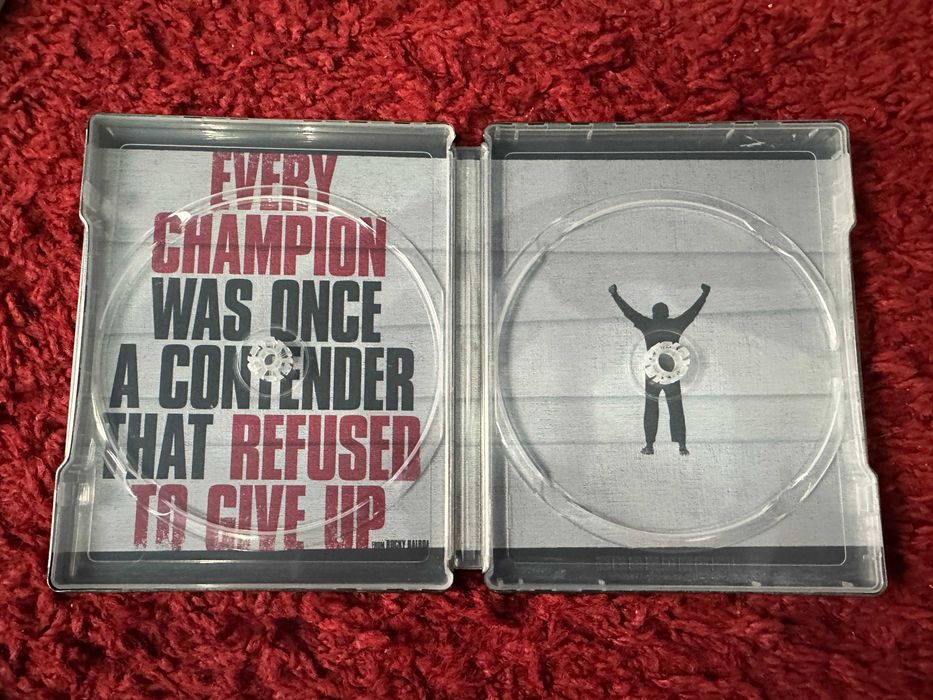 EVERY
CHAMPION
WAS ONCE
A CONTENDER
THAT REFUSED
TO GIVE UP
FROM ROCKY BALBOA